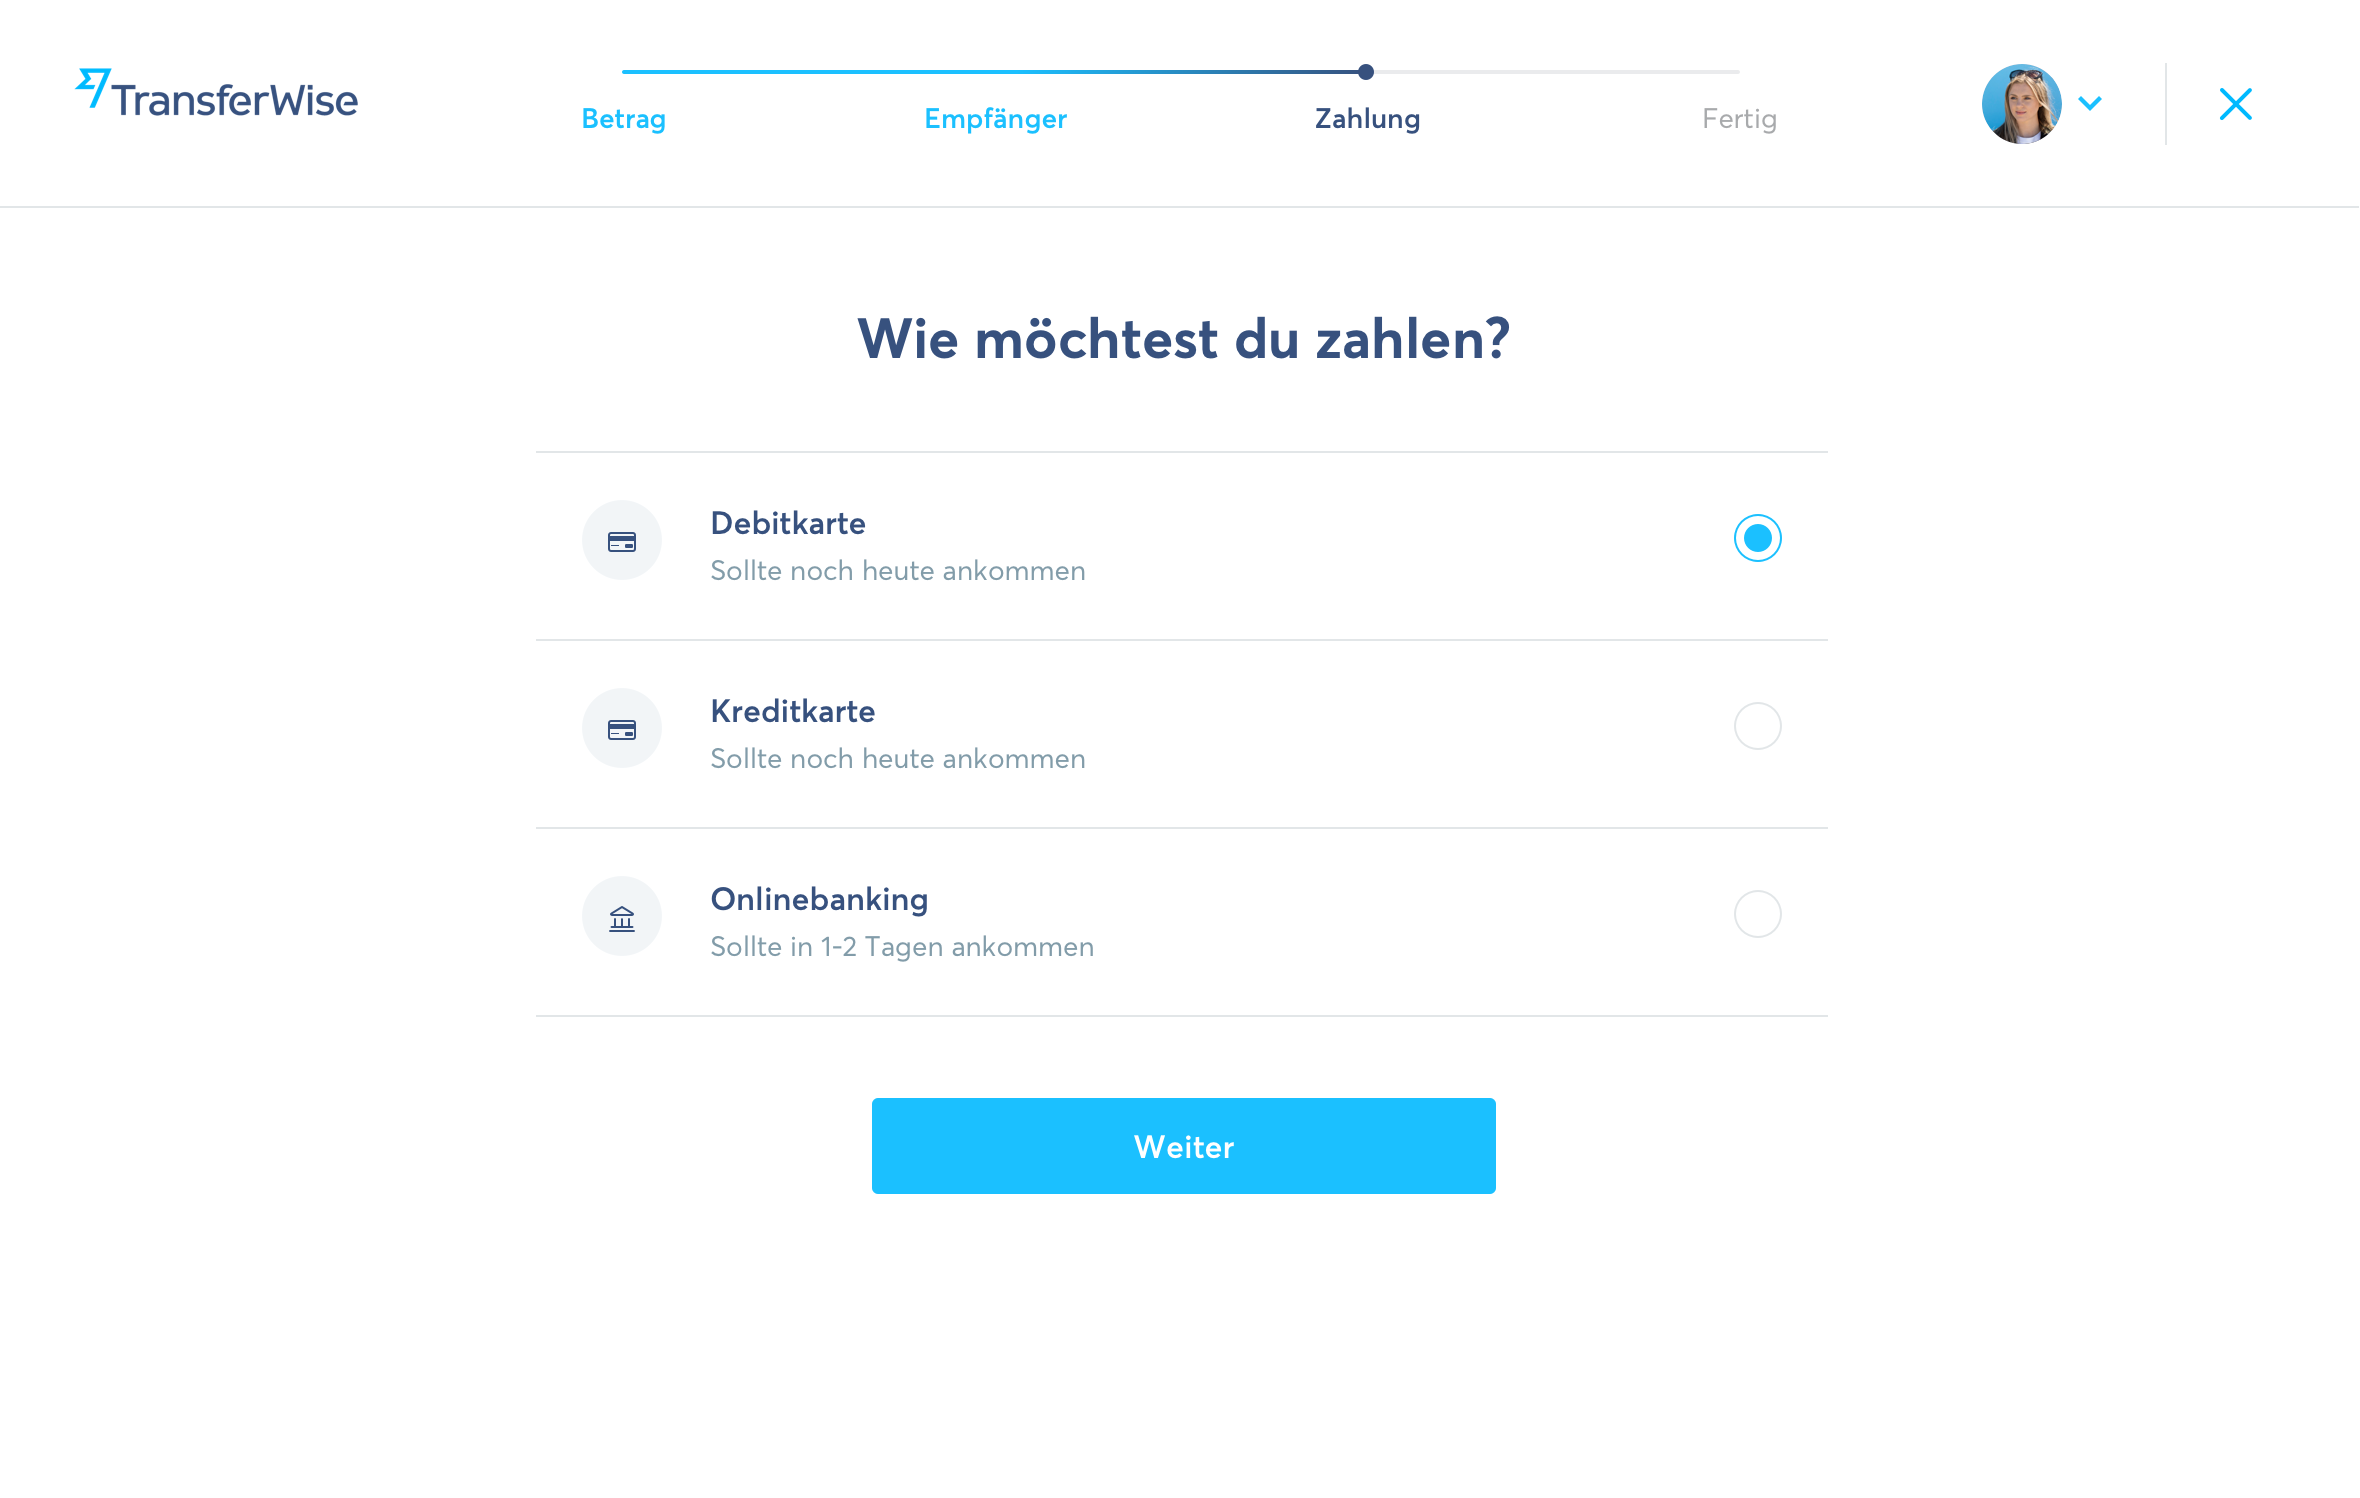 TransferWise
Betrag
Empfänger
Zahlung
Fertig
Wie möchtest du zahlen?
Debitkarte
Sollte noch heute ankommen
Kreditkarte
Sollte noch heute ankommen
Onlinebanking
Sollte in 1-2 Tagen ankommen
Weiter